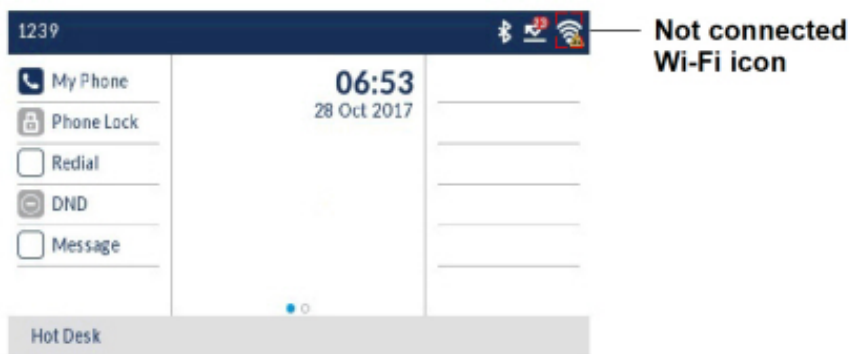 1239
13
Not connected
Wi-Fi icon
My Phone
Phone Lock
Redial
DND
Message
06:53
28 Oct 2017
Hot Desk